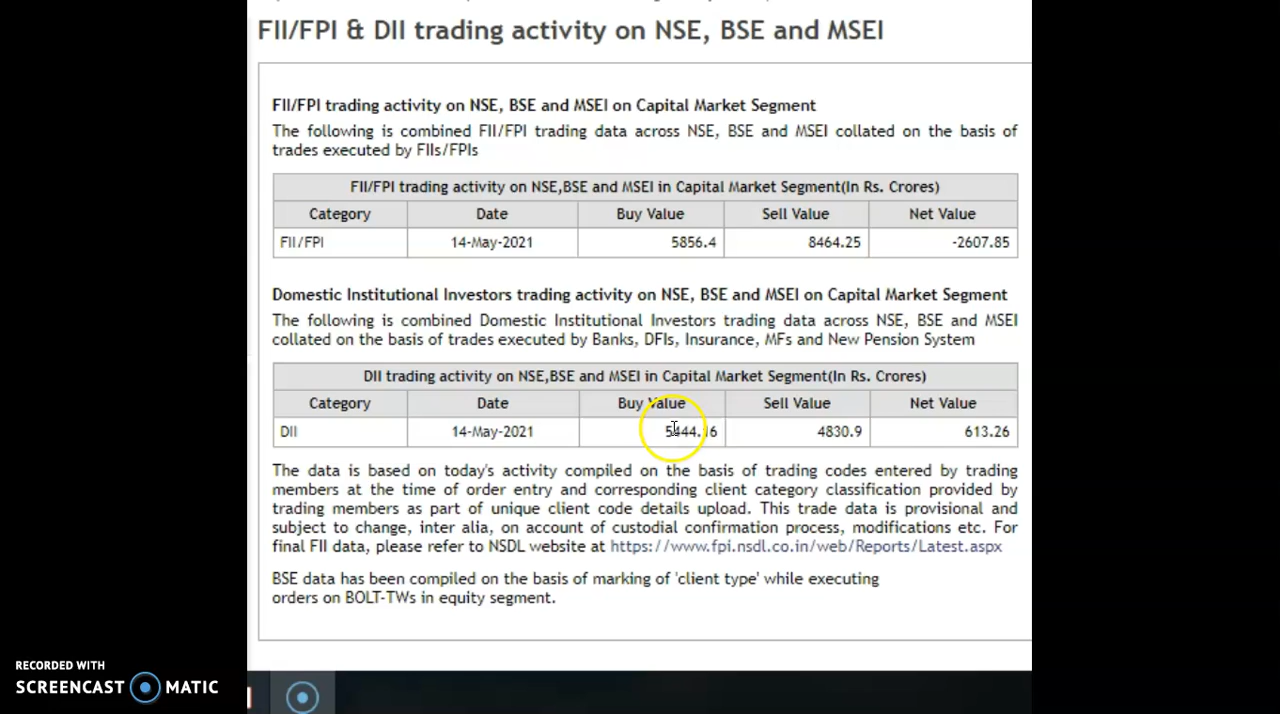 FII/FPI & DII trading activity on NSE, BSE and MSEI
FII/FPI trading activity on NSE, BSE and MSEI on Capital Market Segment
The following is combined FII/FPI trading data across NSE, BSE and MSEI collated on the basis of
trades executed by FIIs/FPIs
FII/FPI trading activity on NSE,BSE and MSEI in Capital Market Segment(In Rs. Crores)
Category Date Buy Value Sell Value Net Value
FII/FPI 14-May-2021 5856.4 8464.25 -2607.85
Domestic Institutional Investors trading activity on NSE, BSE and MSEI on Capital Market Segment
The following is combined Domestic Institutional Investors trading data across NSE, BSE and MSEI
collated on the basis of trades executed by Banks, DFIs, Insurance, MFs and New Pension System
DII trading activity on NSE,BSE and MSEI in Capital Market Segment(In Rs. Crores)
Category Date Buy Value Sell Value Net Value
DII 14-May-2021 5444.16 4830.9 613.26
The data is based on today's activity compiled on the basis of trading codes entered by trading
members at the time of order entry and corresponding client category classification provided by
trading members as part of unique client code details upload. This trade data is provisional and
subject to change, inter alia, on account of custodial confirmation process, modifications etc. For
final FII data, please refer to NSDL website at https://www.fpi.nsdl.co.in/web/Reports/Latest.aspx
BSE data has been compiled on the basis of marking of 'client type' while executing
orders on BOLT-TWs in equity segment.
RECORDED WITH
SCREENCAST MATIC